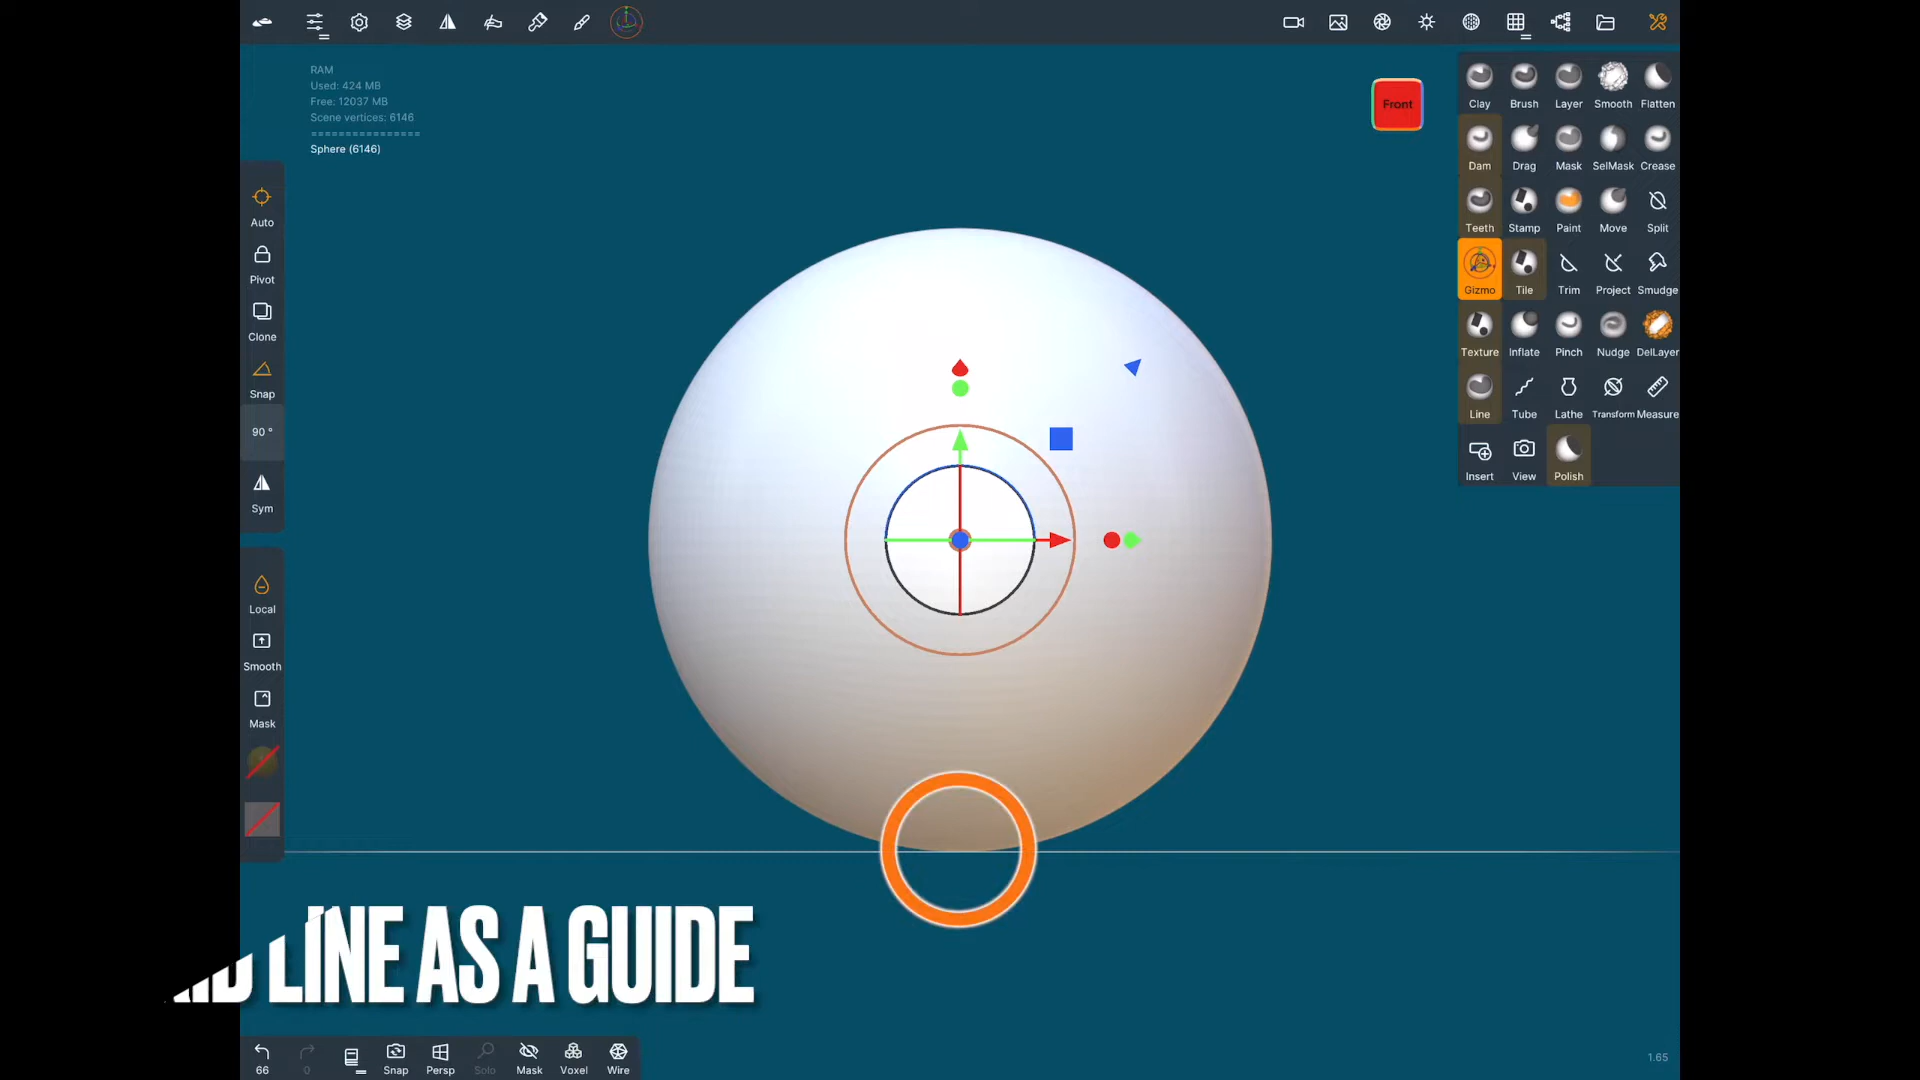 RAM
Used: 424 MB
Free: 12037 MB
Scene vertices: 6146
================
Sphere (6146)
Front
Clay Brush Layer Smooth Flatten
Dam Drag Mask SelMask Crease
Teeth Stamp Paint Move Split
Gizmo Tile Trim Project Smudge
Texture Inflate Pinch Nudge DelLayer
Line Tube Lathe Transform Measure
Insert View Polish
Auto
Pivot
Clone
Snap
90 °
Sym
Local
Smooth
Mask
LINE AS A GUIDE
66 0 Snap Persp Solo Mask Voxel Wire
1.65